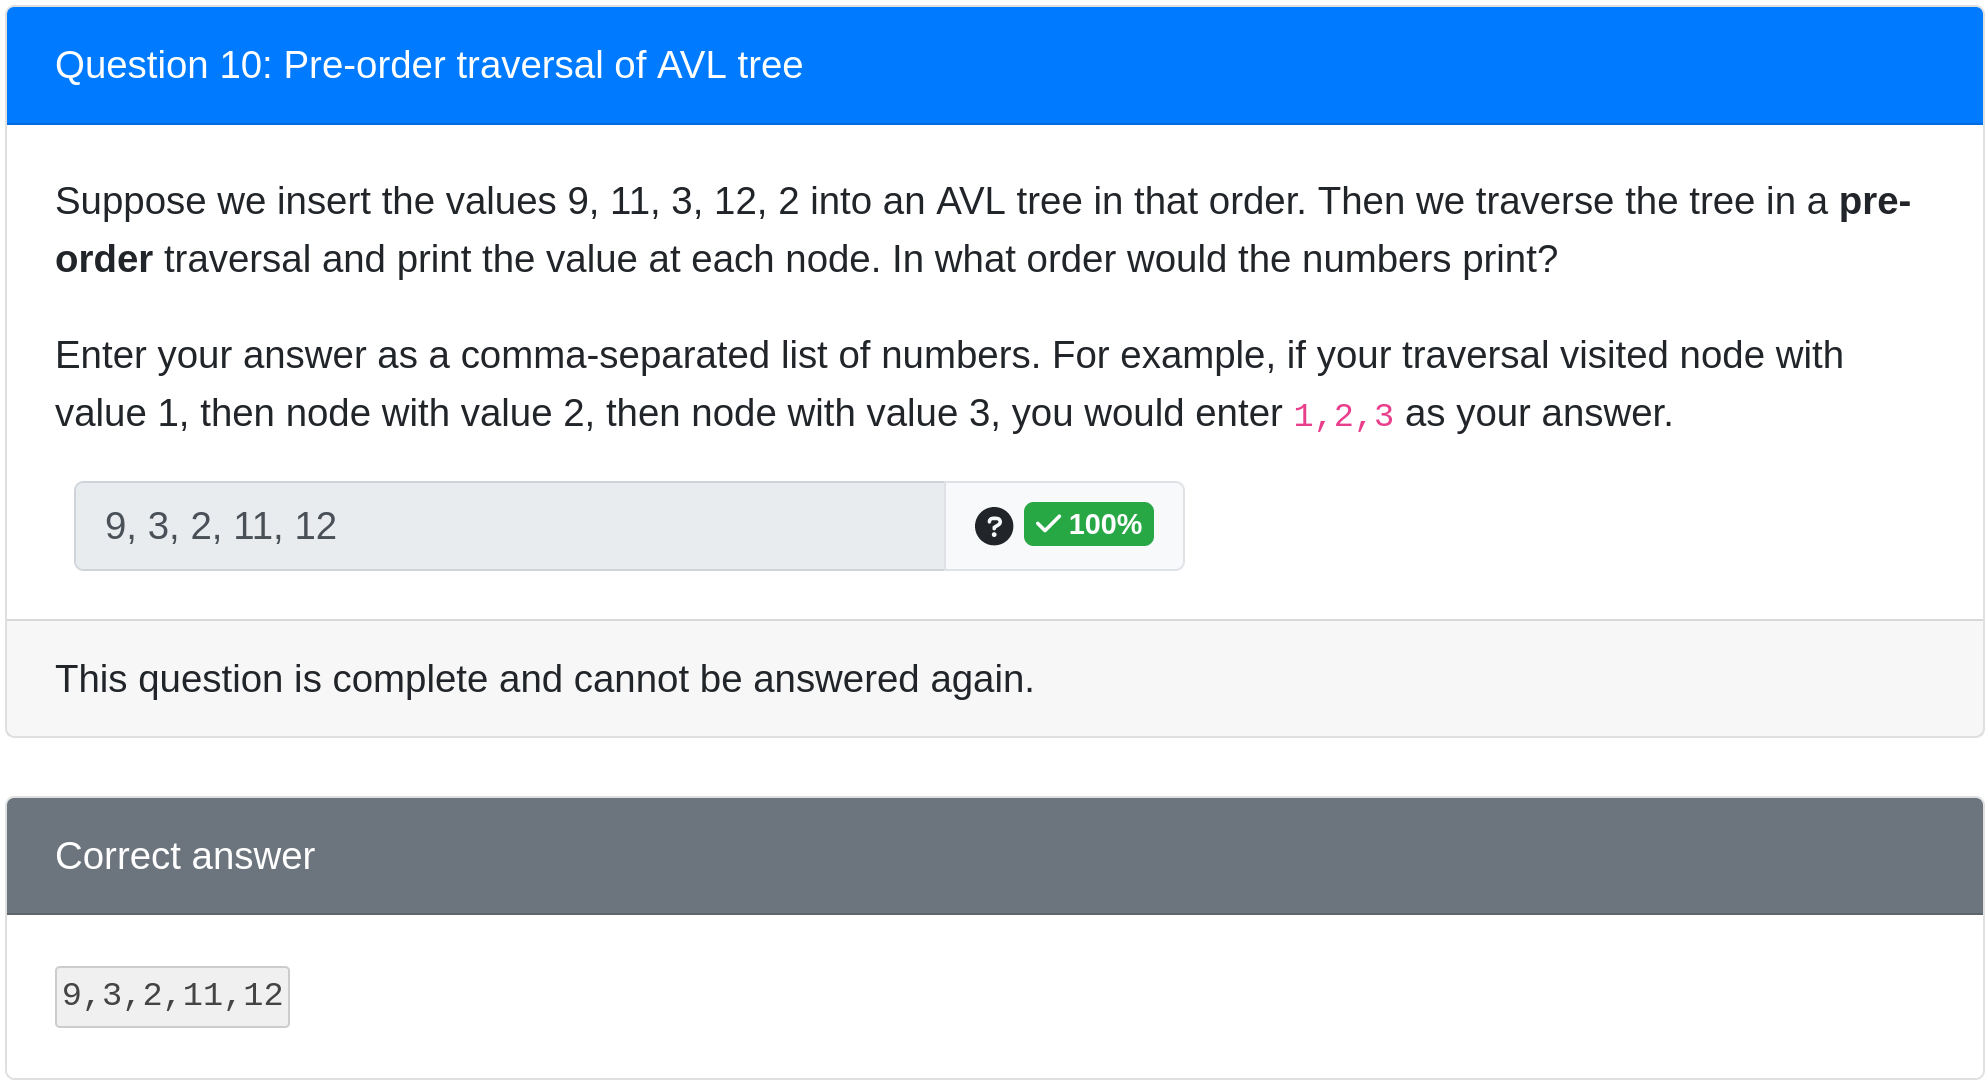 Question 10: Pre-order traversal of AVL tree
Suppose we insert the values 9, 11, 3, 12, 2 into an AVL tree in that order. Then we traverse the tree in a pre-
order traversal and print the value at each node. In what order would the numbers print?
Enter your answer as a comma-separated list of numbers. For example, if your traversal visited node with
value 1, then node with value 2, then node with value 3, you would enter 1,2,3 as your answer.
9, 3, 2, 11, 12 ? ✓ 100%
This question is complete and cannot be answered again.
Correct answer
9,3,2,11,12